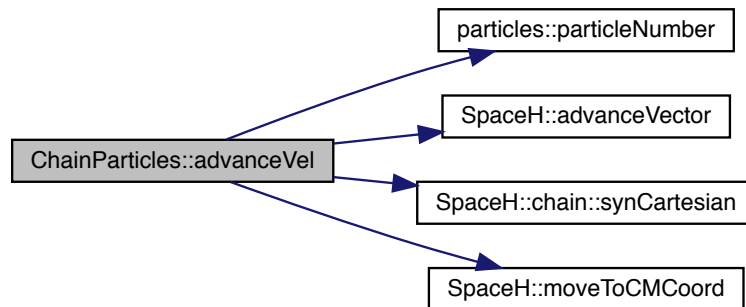 particles::particleNumber
SpaceH::advanceVector
ChainParticles::advanceVel
SpaceH::chain::synCartesian
SpaceH::moveToCMCoord